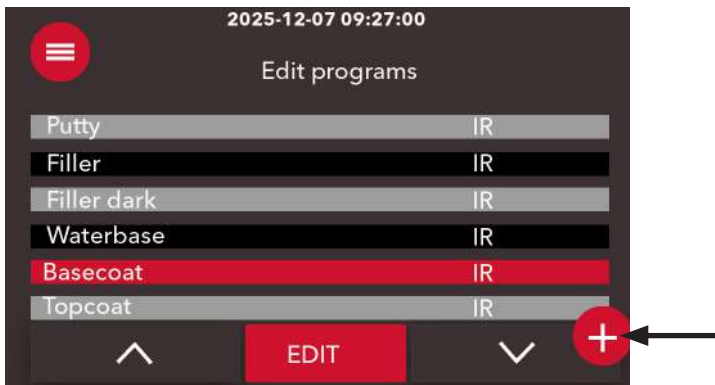 2025-12-07 09:27:00
Edit programs
Putty IR
Filler IR
Filler dark IR
Waterbase IR
Basecoat IR
Topcoat IR
EDIT
+